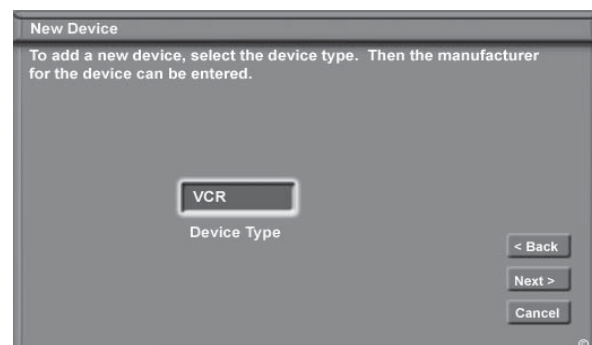 New Device
To add a new device, select the device type.  Then the manufacturer
for the device can be entered.
VCR
Device Type
< Back
Next >
Cancel
©